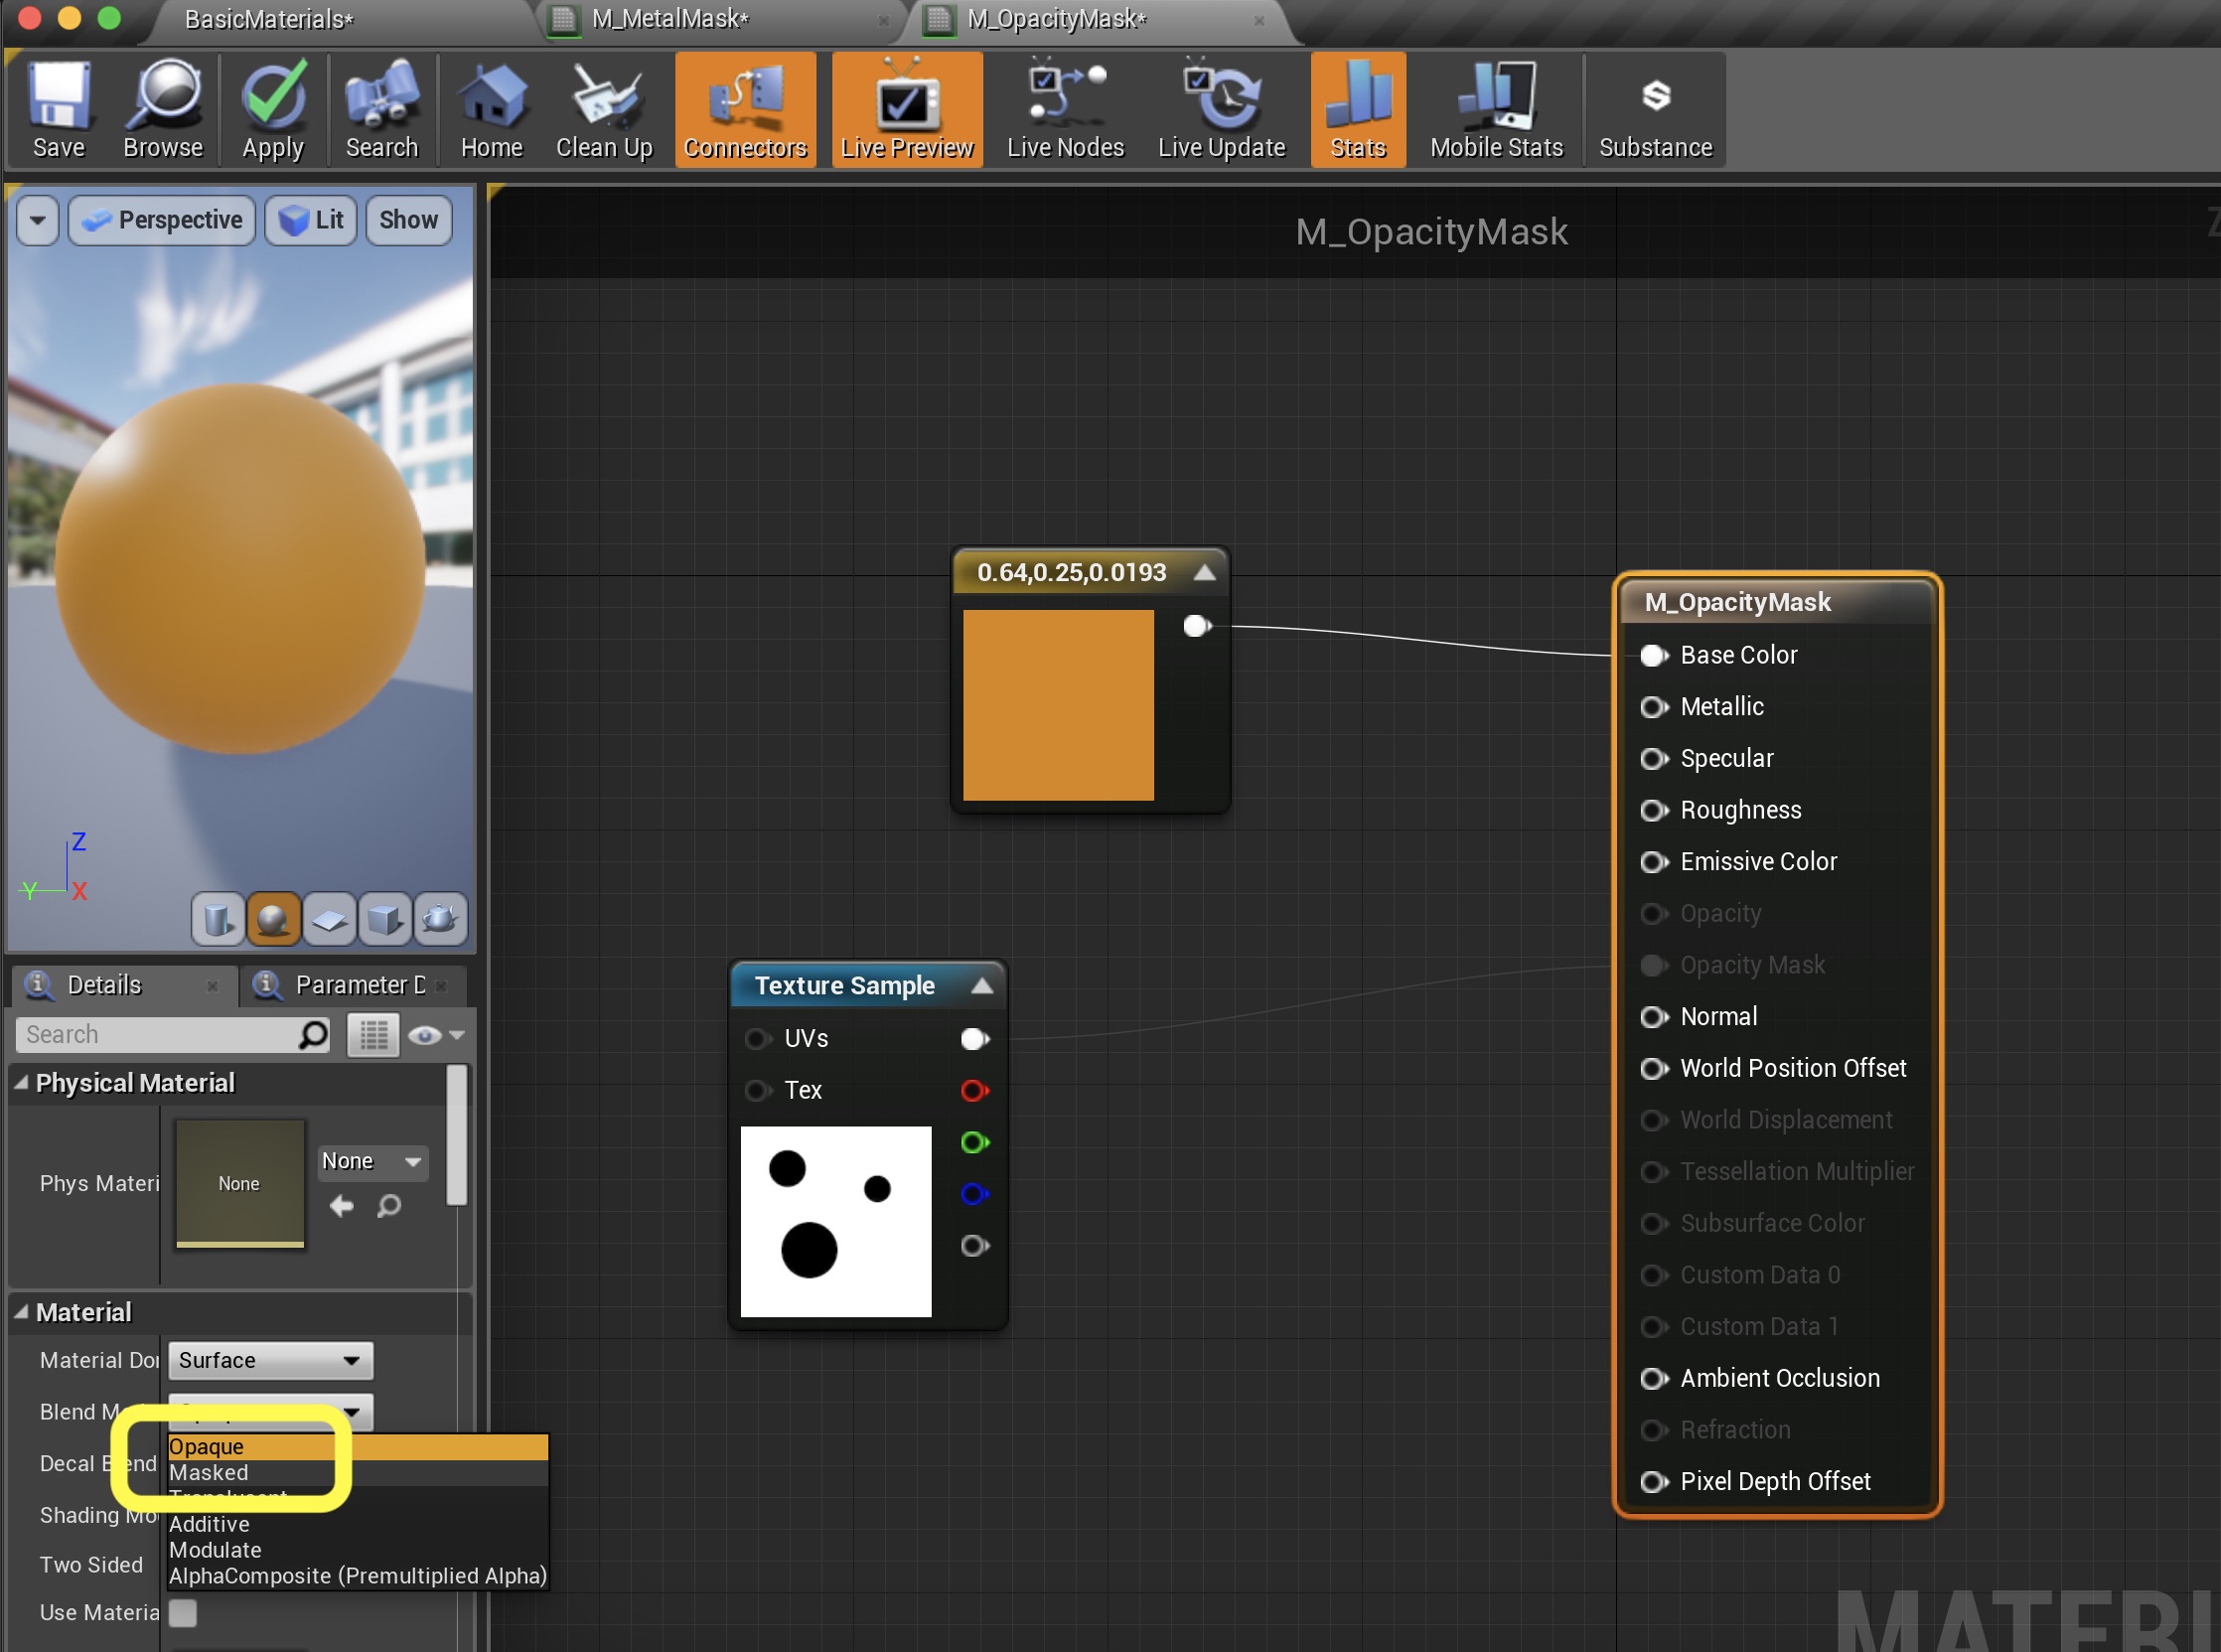 BasicMaterials*
M_MetalMask*
M_OpacityMask*
Save
Browse
Apply
Search
Home
Clean Up
Connectors
Live Preview
Live Nodes
Live Update
Stats
Mobile Stats
Substance
Perspective
Lit
Show
M_OpacityMask
Z
0.64,0.25,0.0193
M_OpacityMask
Base Color
Metallic
Specular
Roughness
Emissive Color
Opacity
Opacity Mask
Normal
World Position Offset
World Displacement
Tessellation Multiplier
Subsurface Color
Custom Data 0
Custom Data 1
Ambient Occlusion
Refraction
Pixel Depth Offset
Texture Sample
UVs
Tex
Z
Y
X
Details
Parameter D
Search
Physical Material
Phys Materi
None
None
Material
Material Do
Surface
Blend M
Decal B end
Shading Mo
Two Sided
Use Materia
Opaque
Masked
Translucent
Additive
Modulate
AlphaComposite (Premultiplied Alpha)
MATERI